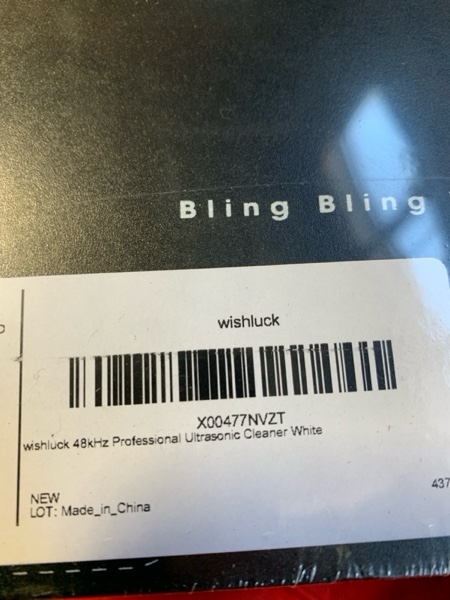 Bling Bling
wishluck
X00477NVZT
wishluck 48kHz Professional Ultrasonic Cleaner White
NEW
LOT: Made_in_China
437